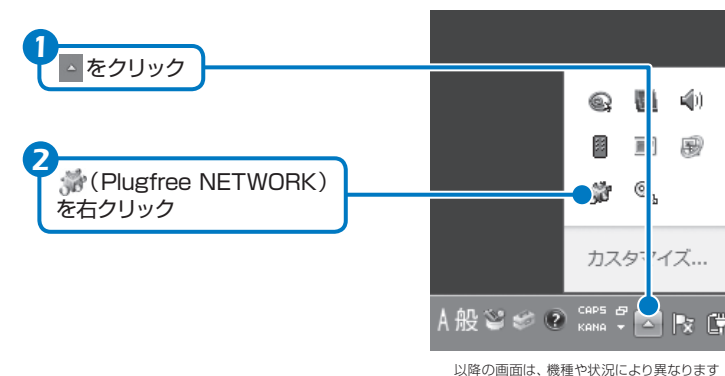 1
をクリック
2
(Plugfree NETWORK)
を右クリック
カスタマイズ...
A 般
CAPS
KANA
以降の画面は、機種や状況により異なります